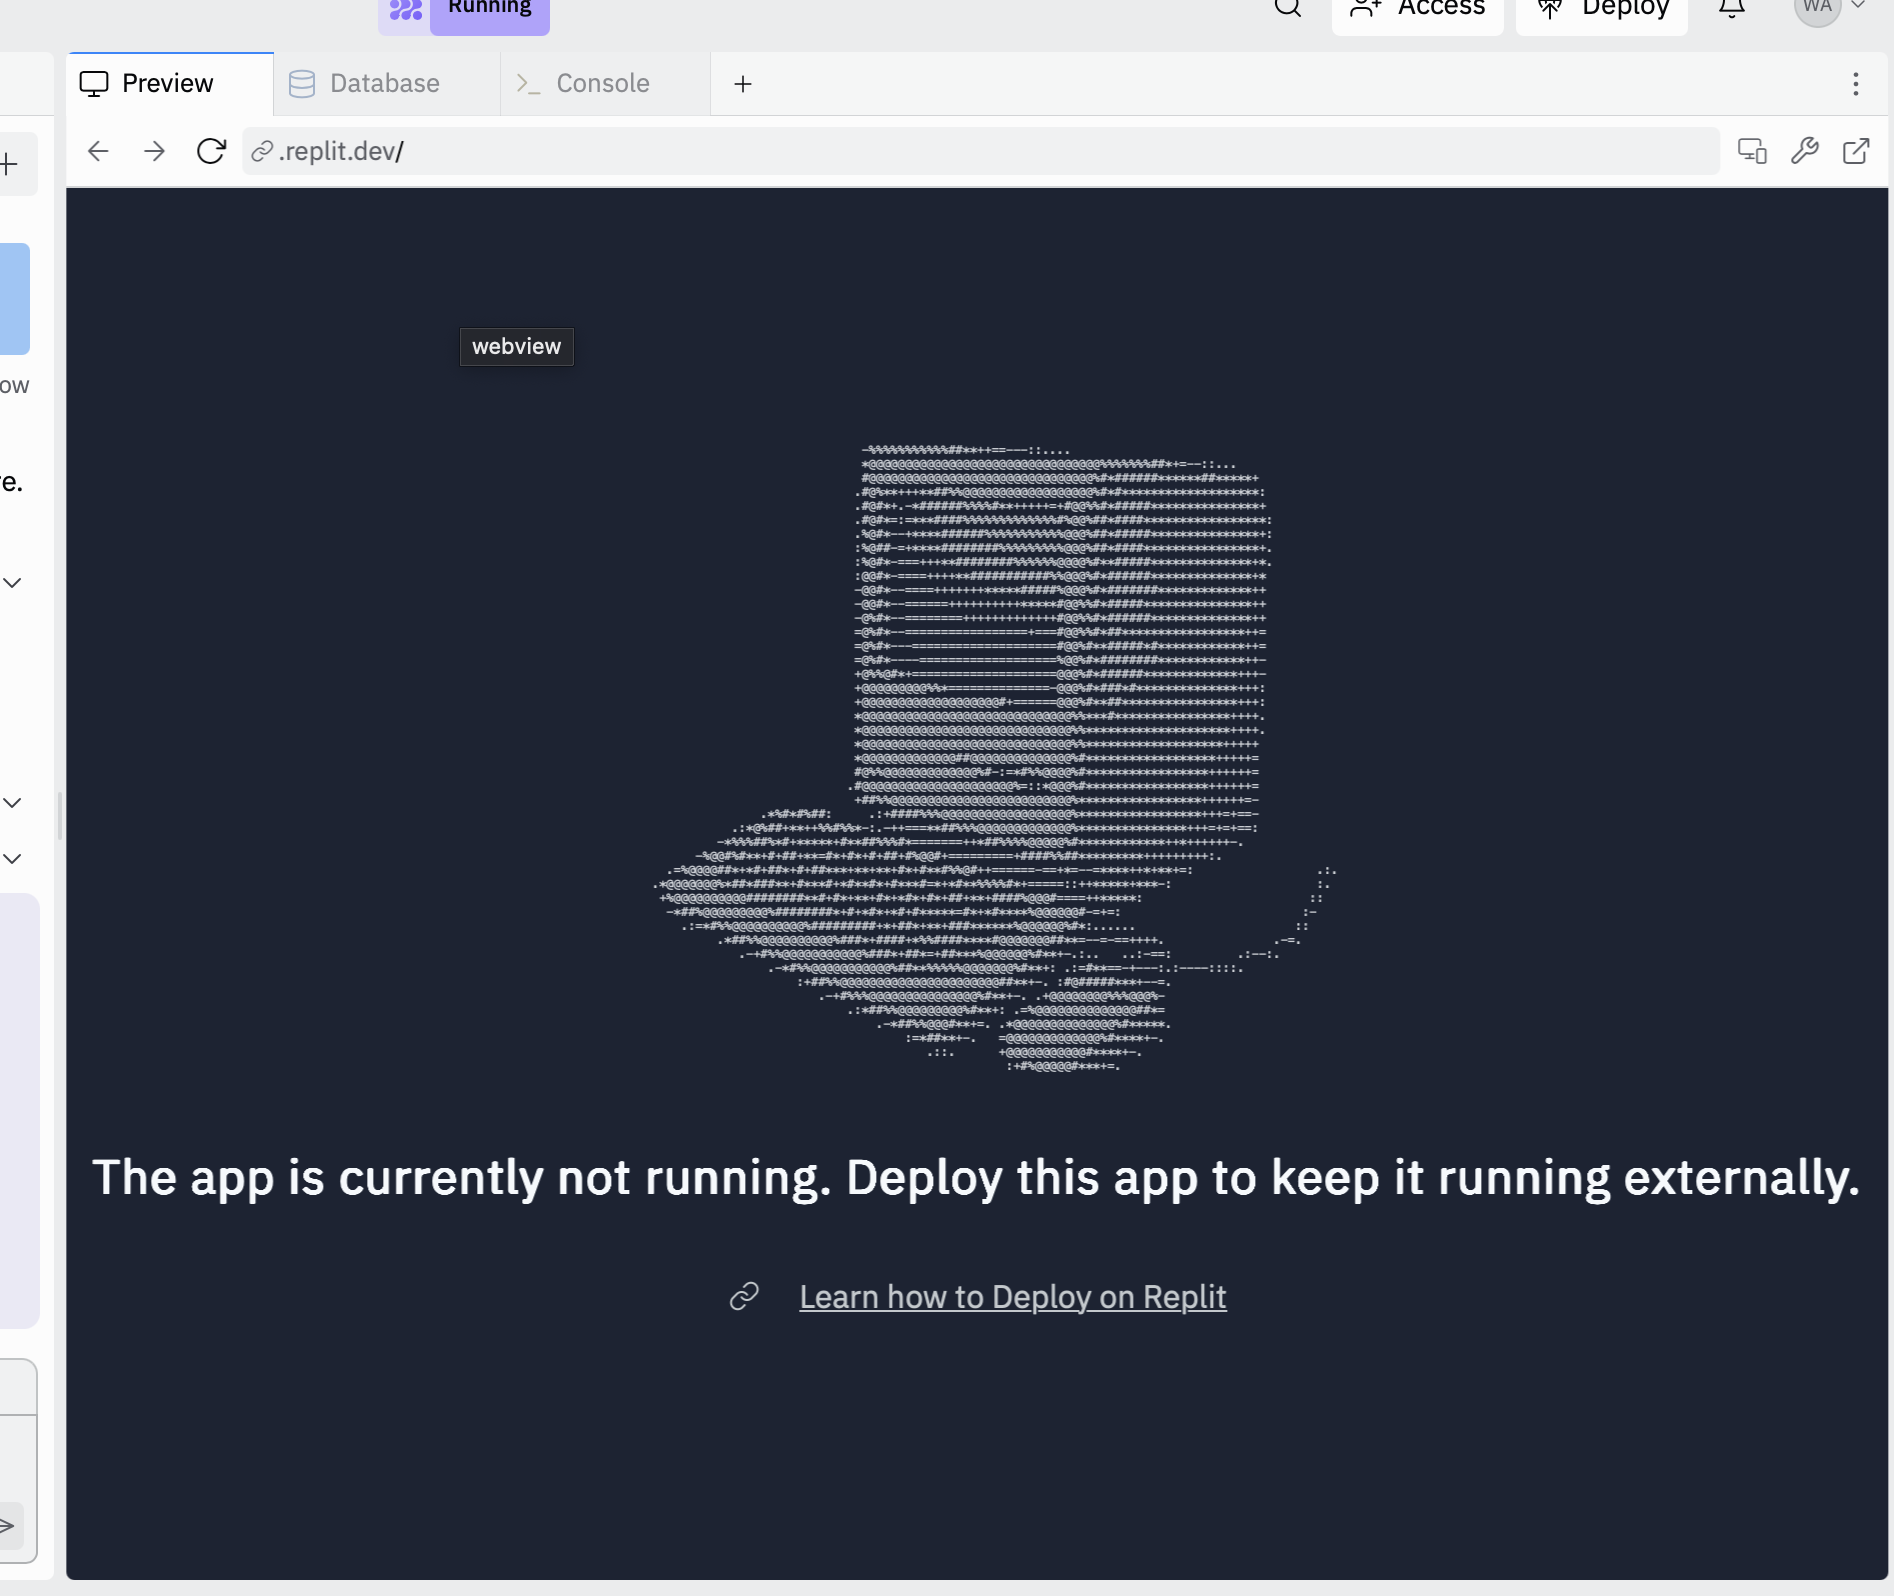 Running
Access
Deploy
WA
Preview
Database
Console
.replit.dev/
webview
ow
re.
The app is currently not running. Deploy this app to keep it running externally.
Learn how to Deploy on Replit